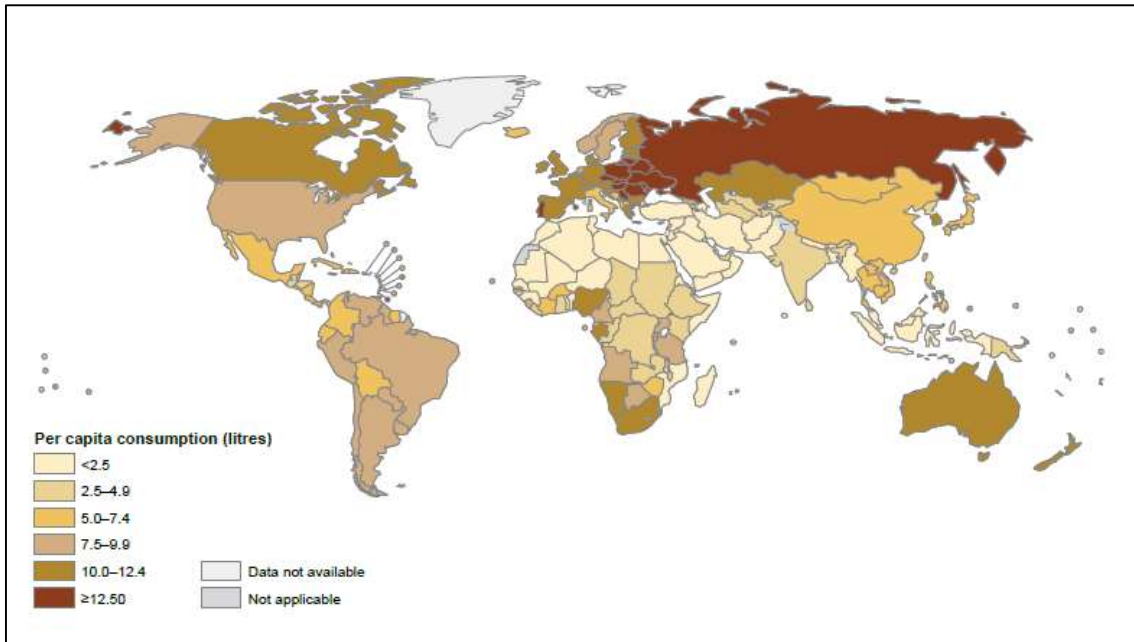 Per capita consumption (litres)
<2.5
2.5–4.9
5.0–7.4
7.5–9.9
10.0–12.4
≥12.50
Data not available
Not applicable